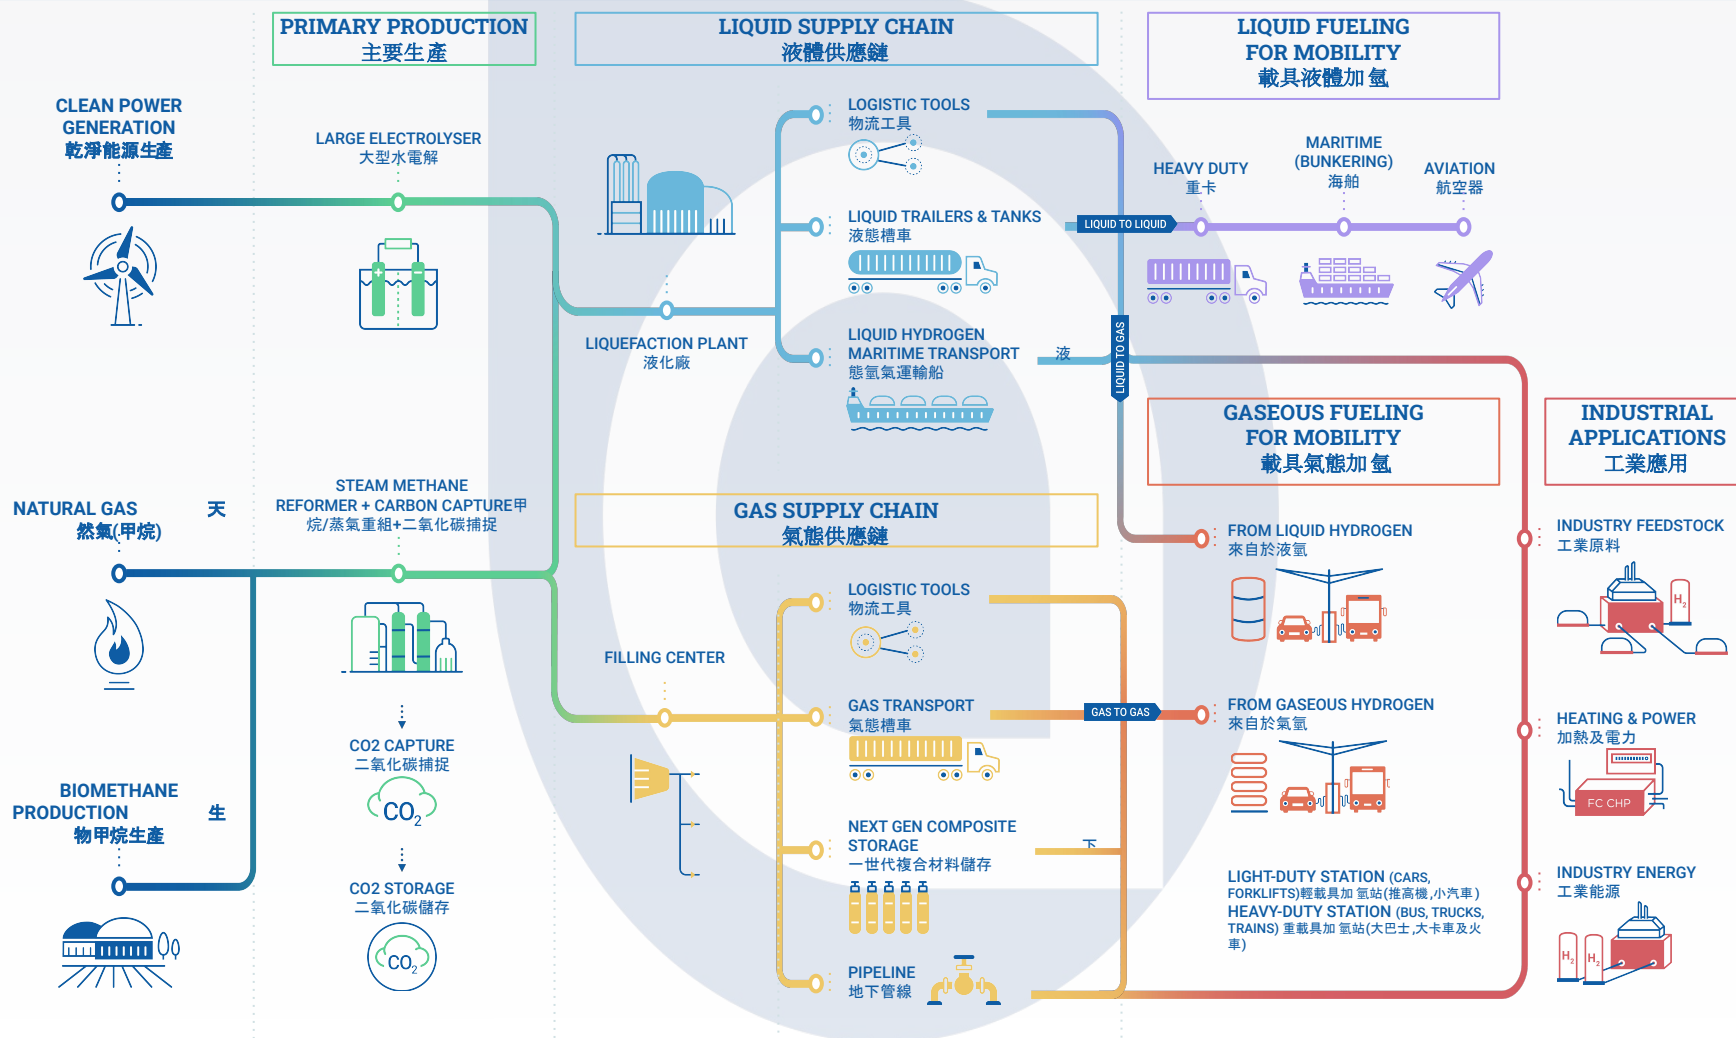 PRIMARY PRODUCTION
主要生產
LIQUID SUPPLY CHAIN
液體供應鏈
LIQUID FUELING
FOR MOBILITY
載具液體加氫
CLEAN POWER
GENERATION
乾淨能源生產
LARGE ELECTROLYSER
大型水電解
LOGISTIC TOOLS
物流工具
LIQUID TRAILERS & TANKS
液態槽車
LIQUID TO LIQUID
HEAVY DUTY
重卡
MARITIME
(BUNKERING)
海舶
AVIATION
航空器
LIQUEFACTION PLANT
液化廠
LIQUID HYDROGEN
MARITIME TRANSPORT 液
態氫氣運輸船
LIQUID TO GAS
GASEOUS FUELING
FOR MOBILITY
載具氣態加氫
INDUSTRIAL
APPLICATIONS
工業應用
NATURAL GAS 天
然氣(甲烷)
STEAM METHANE
REFORMER + CARBON CAPTURE甲
烷/蒸氣重組+二氧化碳捕捉
GAS SUPPLY CHAIN
氣態供應鏈
FROM LIQUID HYDROGEN
來自於液氫
INDUSTRY FEEDSTOCK
工業原料
H2
LOGISTIC TOOLS
物流工具
FILLING CENTER
GAS TRANSPORT
氣態槽車
GAS TO GAS
FROM GASEOUS HYDROGEN
來自於氣氫
HEATING & POWER
加熱及電力
FC CHP
CO2 CAPTURE
二氧化碳捕捉
CO2
BIOMETHANE
PRODUCTION 生
物甲烷生產
NEXT GEN COMPOSITE
STORAGE 下
一世代複合材料儲存
CO2 STORAGE
二氧化碳儲存
CO2
LIGHT-DUTY STATION (CARS,
FORKLIFTS)輕載具加氫站(推高機,小汽車)
HEAVY-DUTY STATION (BUS, TRUCKS,
TRAINS) 重載具加氫站(大巴士,大卡車及火
車)
INDUSTRY ENERGY
工業能源
H2 H2
PIPELINE
地下管線